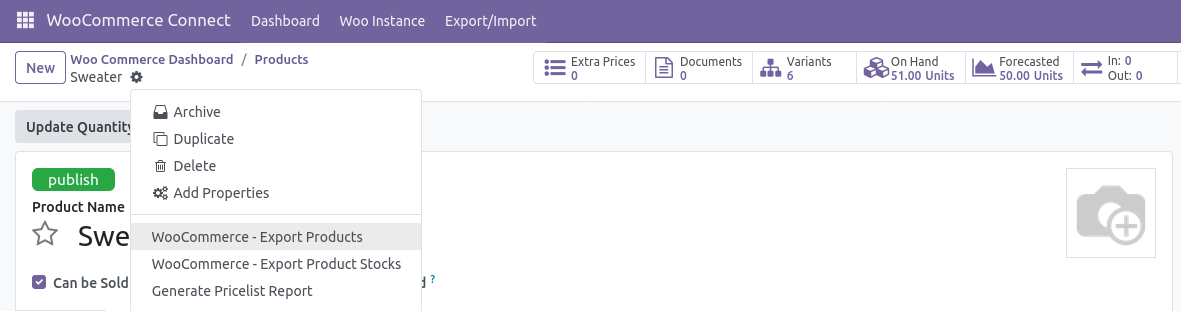 WooCommerce Connect Dashboard Woo Instance Export/Import
New
Woo Commerce Dashboard / Products
Sweater
Extra Prices
0
Documents
0
Variants
6
On Hand
51.00 Units
Forecasted
50.00 Units
In: 0
Out: 0
Archive
Duplicate
Delete
Add Properties
WooCommerce - Export Products
WooCommerce - Export Product Stocks
Generate Pricelist Report
Update Quantity
publish
Product Name
Swe
Can be Sold
d ?